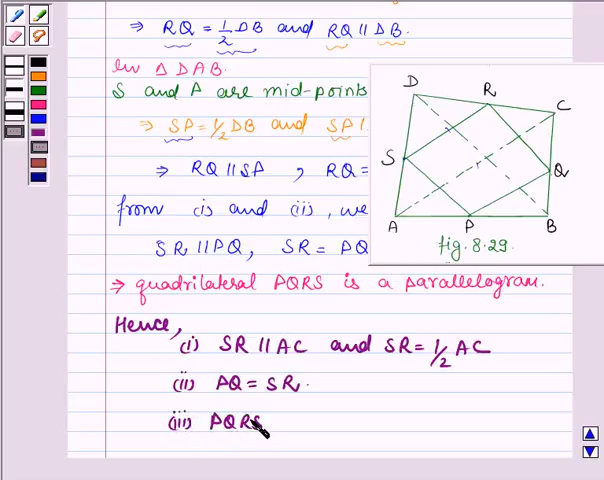 ⇒ RQ = 1/2 DB and RQ ∥ DB.
In △ DAB.
S and P are mid-points
⇒ SP = 1/2 DB and SP
⇒ RQ ∥ SP , RQ =
from (i) and (ii), we
SR ∥ PQ, SR = PQ
⇒ quadrilateral PQRS is a parallelogram.
Hence,
(i) SR ∥ AC and SR = 1/2 AC
(ii) PQ = SR.
(iii) PQRS
D
R
C
S
Q
A
P
B
fig. 8.29